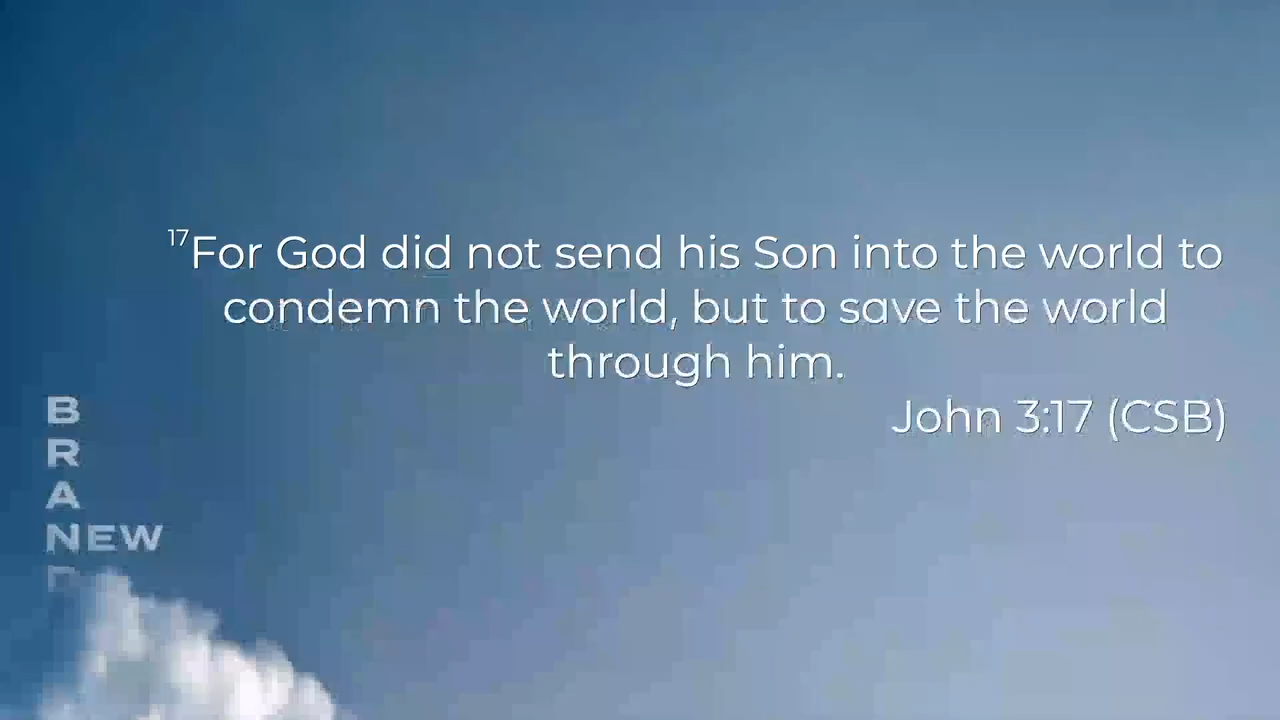 ¹⁷For God did not send his Son into the world to
condemn the world, but to save the world
through him.
John 3:17 (CSB)
B
R
A
NEW
D